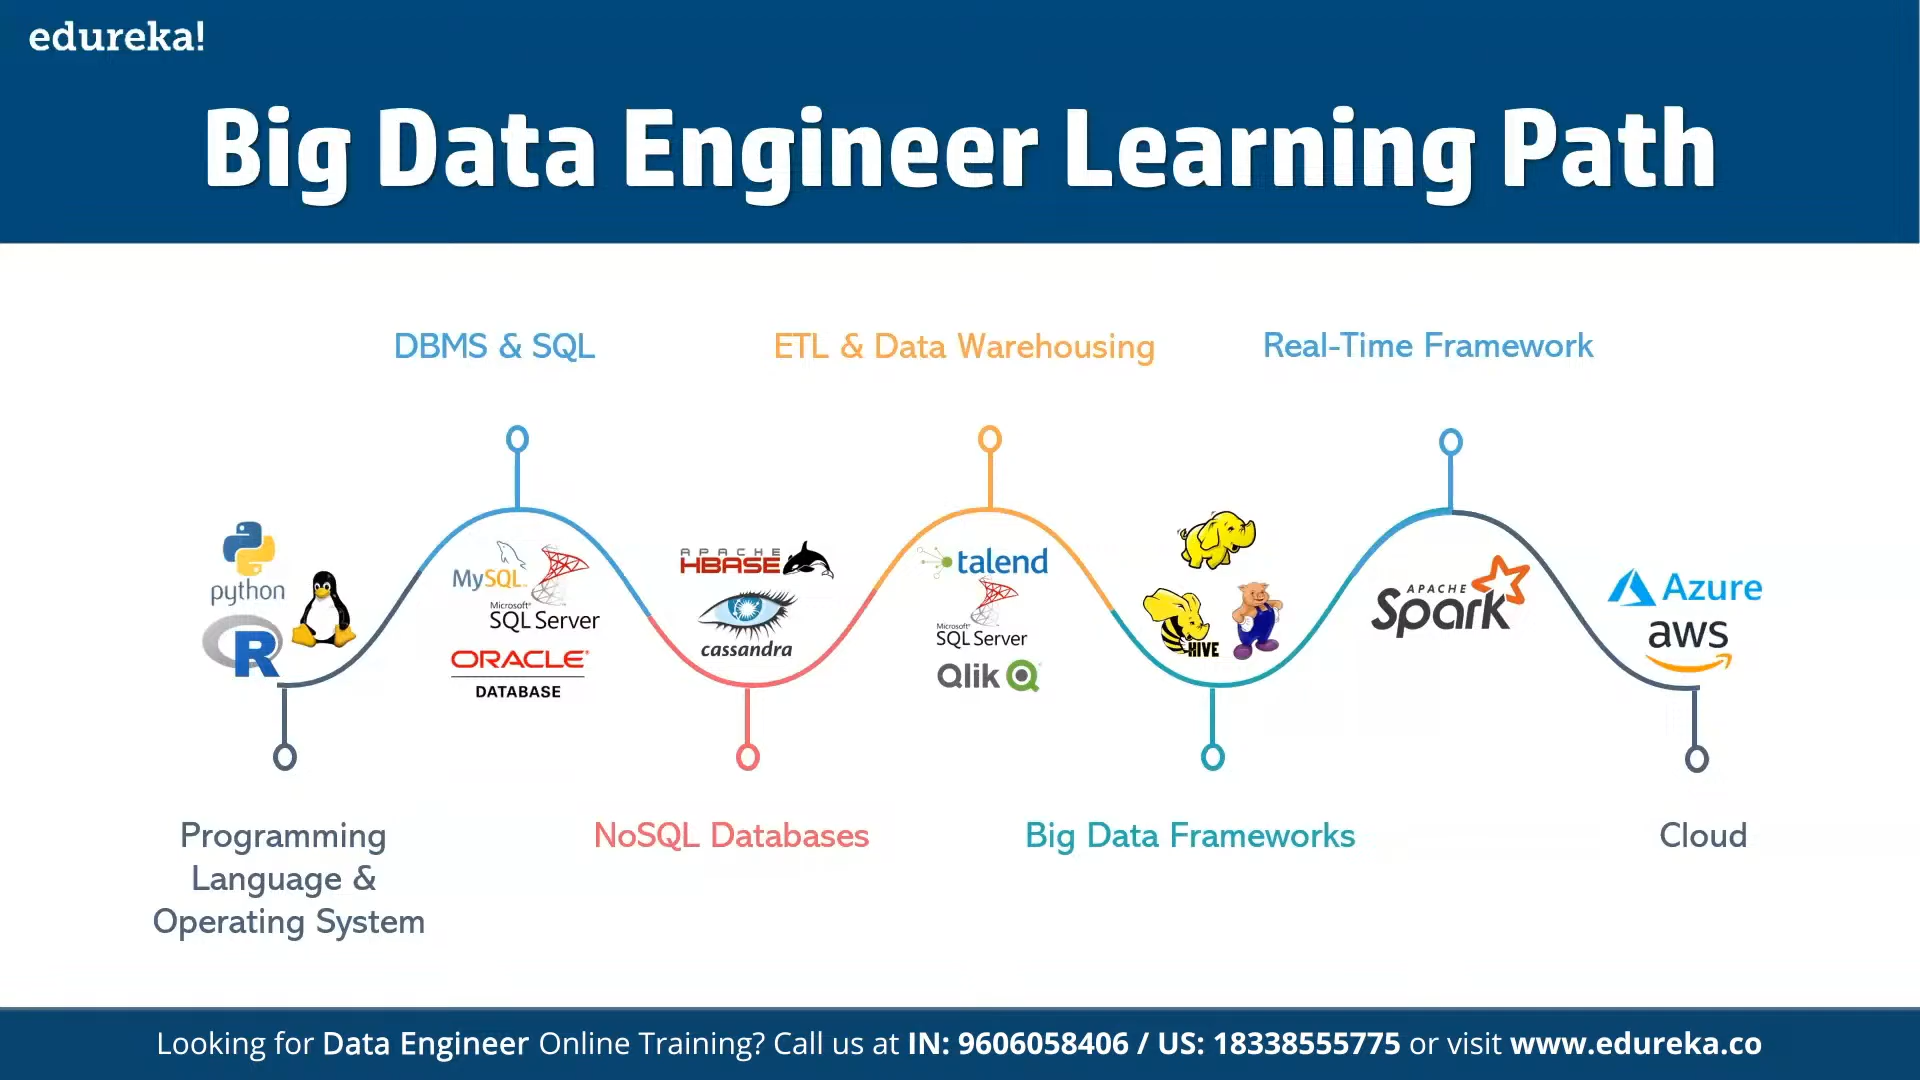 edureka!
Big Data Engineer Learning Path
DBMS & SQL
ETL & Data Warehousing
Real-Time Framework
python
R
MySQL
Microsoft
SQL Server
ORACLE
DATABASE
APACHE
HBASE
cassandra
talend
Microsoft
SQL Server
Qlik
HIVE
APACHE
Spark
Azure
aws
Programming
Language &
Operating System
NoSQL Databases
Big Data Frameworks
Cloud
Looking for Data Engineer Online Training? Call us at IN: 9606058406 / US: 18338555775 or visit www.edureka.co